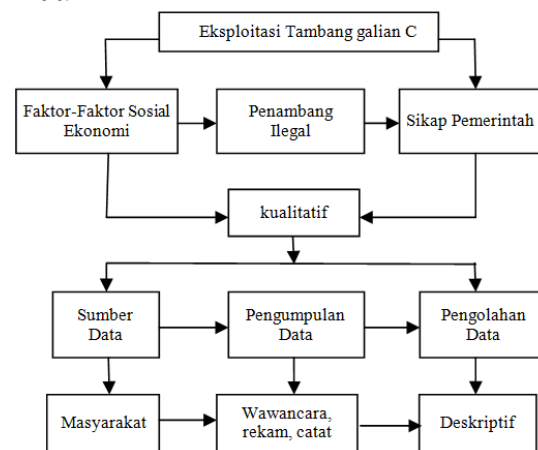 Eksploitasi Tambang galian C
Faktor-Faktor Sosial
Ekonomi
Penambang
Ilegal
Sikap Pemerintah
kualitatif
Sumber
Data
Pengumpulan
Data
Pengolahan
Data
Masyarakat
Wawancara,
rekam, catat
Deskriptif